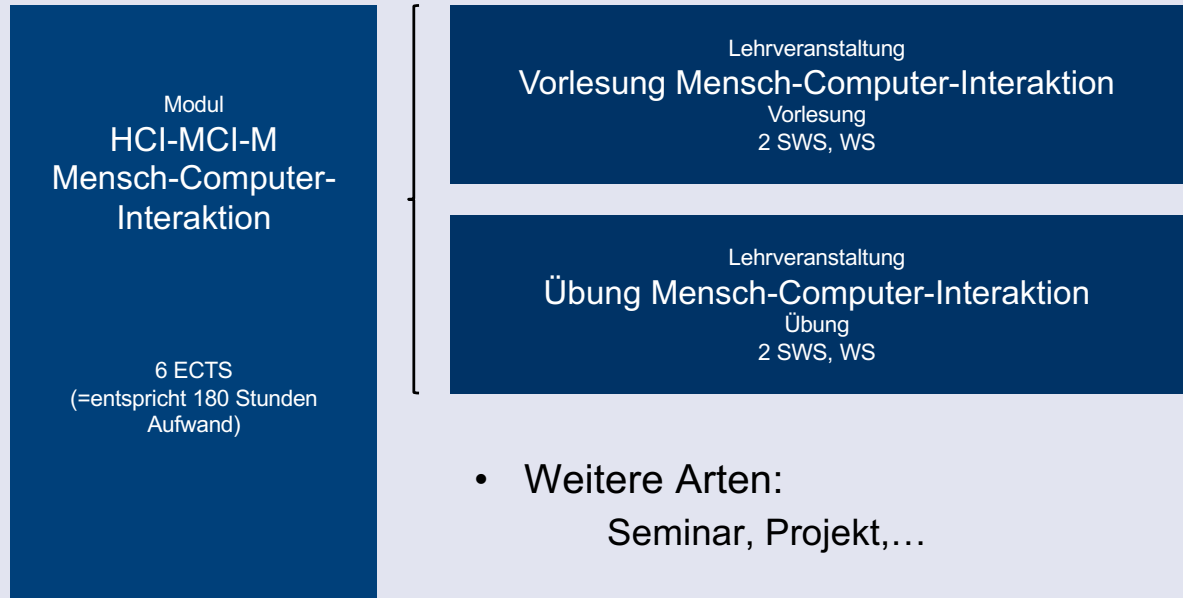 Modul
HCI-MCI-M
Mensch-Computer-
Interaktion
6 ECTS
(=entspricht 180 Stunden
Aufwand)
Lehrveranstaltung
Vorlesung Mensch-Computer-Interaktion
Vorlesung
2 SWS, WS
Lehrveranstaltung
Übung Mensch-Computer-Interaktion
Übung
2 SWS, WS
• Weitere Arten:
Seminar, Projekt,…